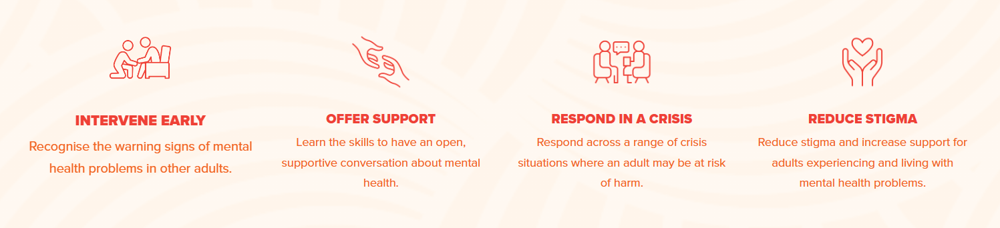 INTERVENE EARLY
Recognise the warning signs of mental
health problems in other adults.
OFFER SUPPORT
Learn the skills to have an open,
supportive conversation about mental
health.
RESPOND IN A CRISIS
Respond across a range of crisis
situations where an adult may be at risk
of harm.
REDUCE STIGMA
Reduce stigma and increase support for
adults experiencing and living with
mental health problems.